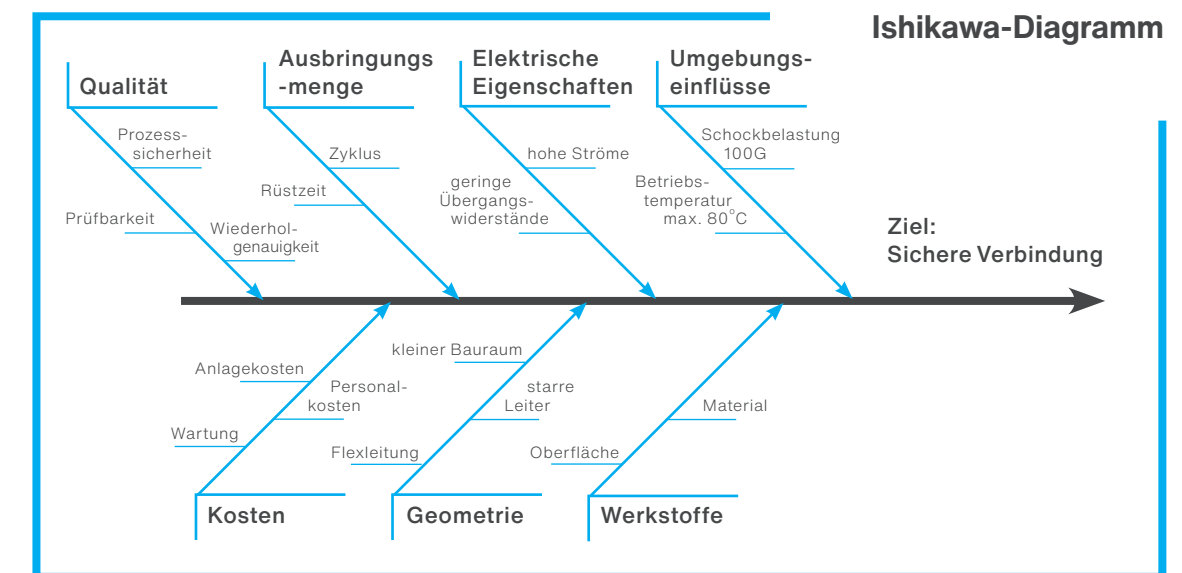 Ishikawa-Diagramm
Qualität
Ausbringungs
-menge
Elektrische
Eigenschaften
Umgebungs-
einflüsse
Prozess-
sicherheit
Prüfbarkeit
Wiederhol-
genauigkeit
Zyklus
Rüstzeit
hohe Ströme
geringe
Übergangs-
widerstände
Schockbelastung
100G
Betriebs-
temperatur
max. 80°C
Ziel:
Sichere Verbindung
Anlagekosten
Personal-
kosten
Wartung
kleiner Bauraum
starre
Leiter
Flexleitung
Material
Oberfläche
Kosten
Geometrie
Werkstoffe